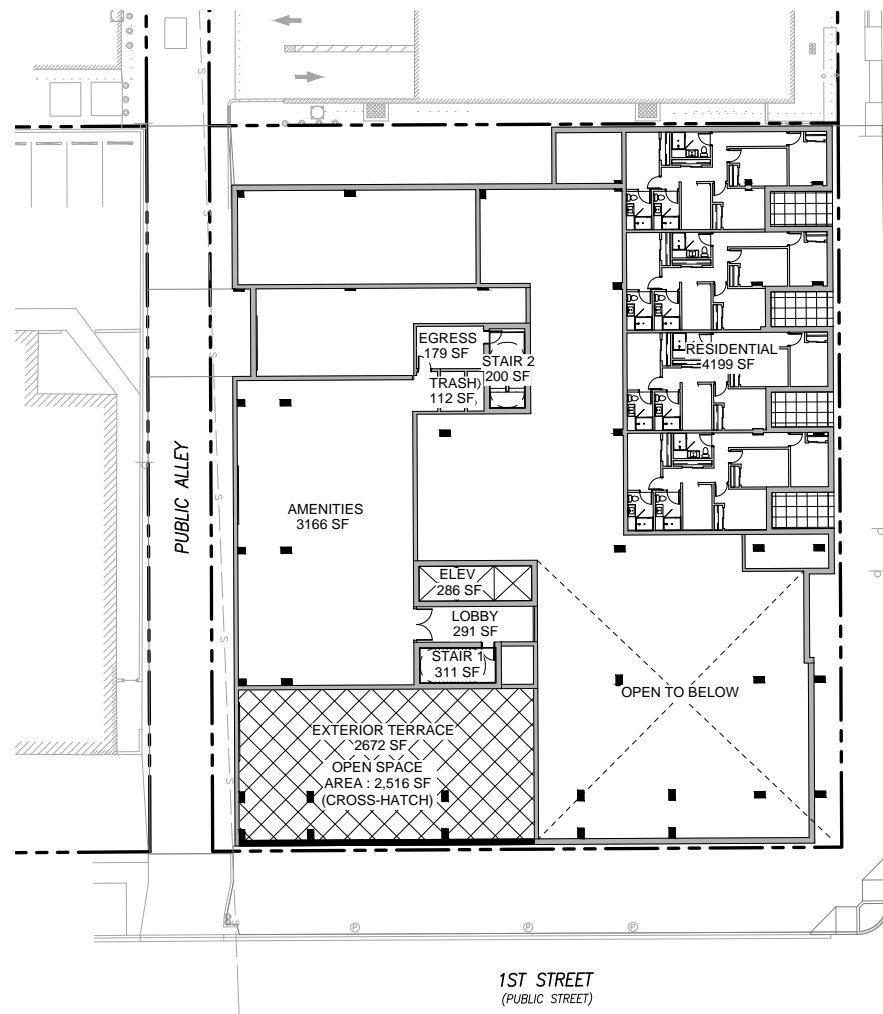 EGRESS
179 SF
STAIR 2
200 SF
TRASH)
112 SF
RESIDENTIAL
4199 SF
PUBLIC ALLEY
AMENITIES
3166 SF
ELEV
286 SF
LOBBY
291 SF
STAIR 1
311 SF
OPEN TO BELOW
EXTERIOR TERRACE
2672 SF
OPEN SPACE
AREA : 2,516 SF
(CROSS-HATCH)
S
S
S
S
S
S
P
P
P
1ST STREET
(PUBLIC STREET)